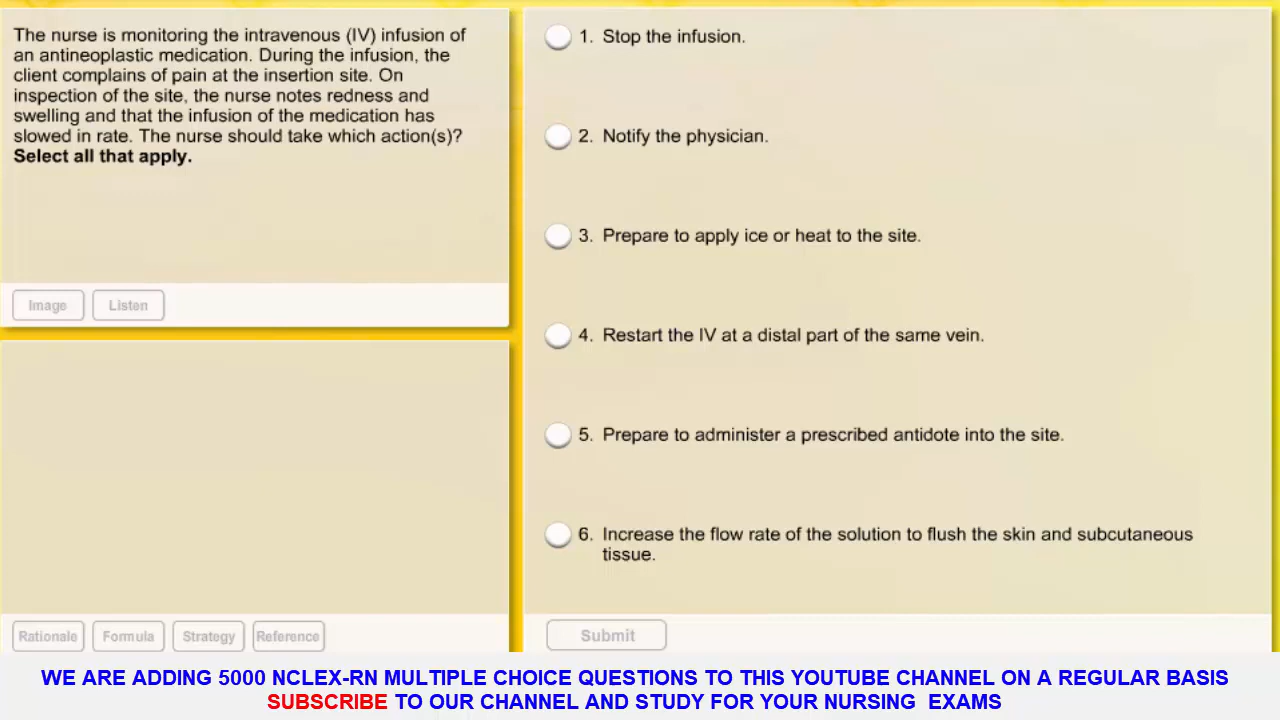 The nurse is monitoring the intravenous (IV) infusion of
an antineoplastic medication. During the infusion, the
client complains of pain at the insertion site. On
inspection of the site, the nurse notes redness and
swelling and that the infusion of the medication has
slowed in rate. The nurse should take which action(s)?
Select all that apply.
Image Listen
1. Stop the infusion.
2. Notify the physician.
3. Prepare to apply ice or heat to the site.
4. Restart the IV at a distal part of the same vein.
5. Prepare to administer a prescribed antidote into the site.
6. Increase the flow rate of the solution to flush the skin and subcutaneous
tissue.
Rationale Formula Strategy Reference
Submit
WE ARE ADDING 5000 NCLEX-RN MULTIPLE CHOICE QUESTIONS TO THIS YOUTUBE CHANNEL ON A REGULAR BASIS
SUBSCRIBE TO OUR CHANNEL AND STUDY FOR YOUR NURSING EXAMS